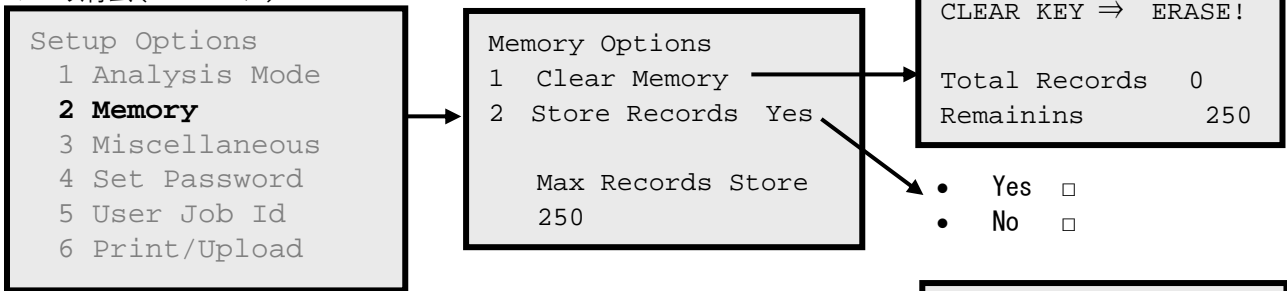 Setup Options
1 Analysis Mode
2 Memory
3 Miscellaneous
4 Set Password
5 User Job Id
6 Print/Upload
Memory Options
1 Clear Memory
2 Store Records Yes
Max Records Store
250
CLEAR KEY ⇒ ERASE!
Total Records 0
Remainins 250
• Yes □
• No □